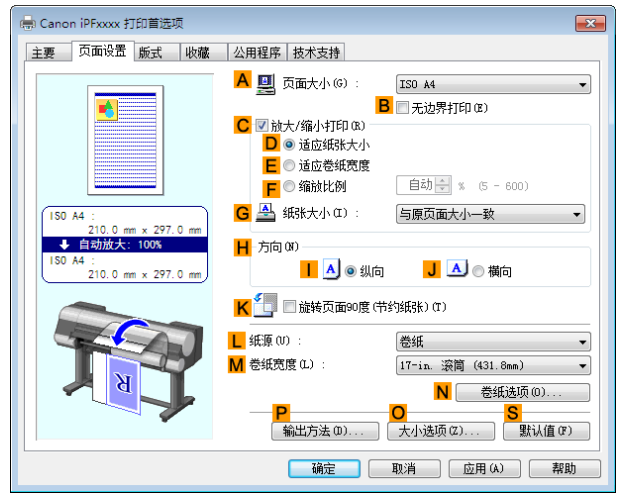 Canon iPFxxxx 打印首选项
主要 页面设置 版式 收藏 公用程序 技术支持
A 页面大小(G) : ISO A4
B 无边界打印(E)
C 放大/缩小打印(R)
D 适应纸张大小
E 适应卷纸宽度
F 缩放比例 自动 % (5 - 600)
G 纸张大小(I) : 与原页面大小一致
ISO A4 :
210.0 mm x 297.0 mm
自动放大: 100%
ISO A4 :
210.0 mm x 297.0 mm
H 方向(N)
I A 纵向 J A 横向
K 旋转页面90度(节约纸张)(T)
L 纸源(U) : 卷纸
M 卷纸宽度(L) : 17-in. 滚筒 (431.8mm)
R
N 卷纸选项(O)...
P O S
输出方法(D)... 大小选项(Z)... 默认值(F)
确定 取消 应用(A) 帮助